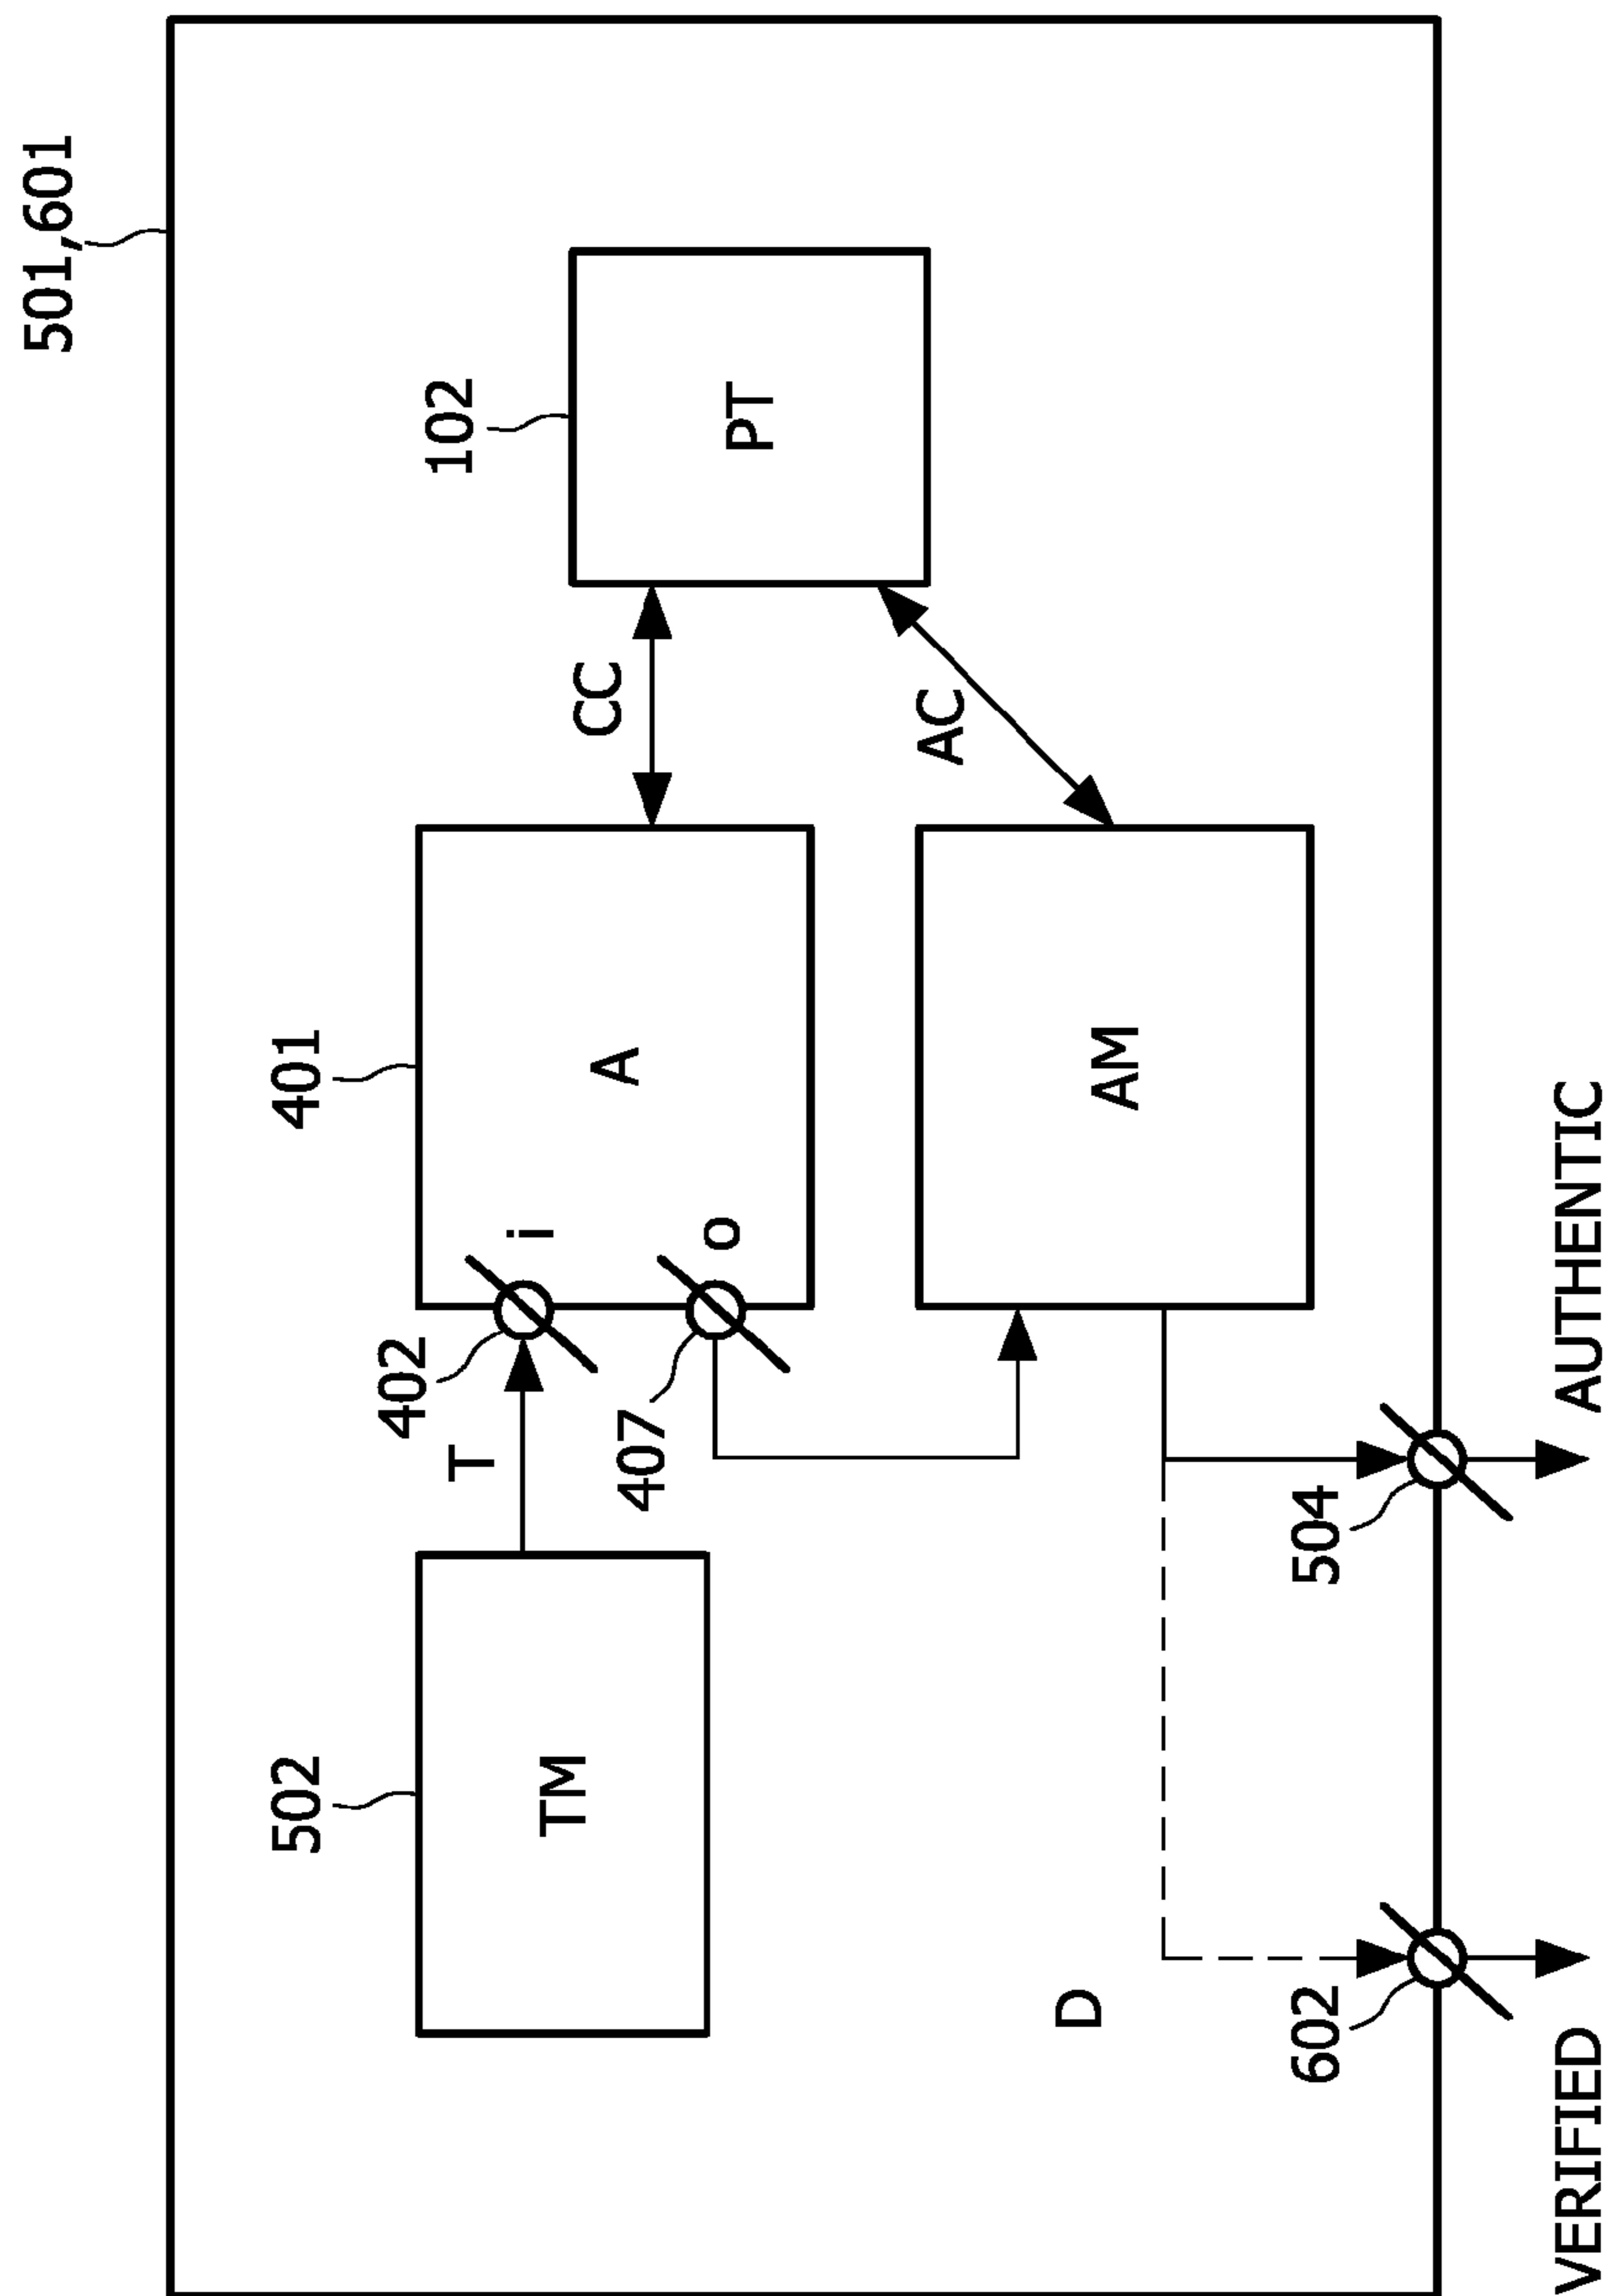 501,601
502
401
402
102
T
i
TM
CC
A
407
o
PT
AC
D
AM
602
504
VERIFIED
AUTHENTIC